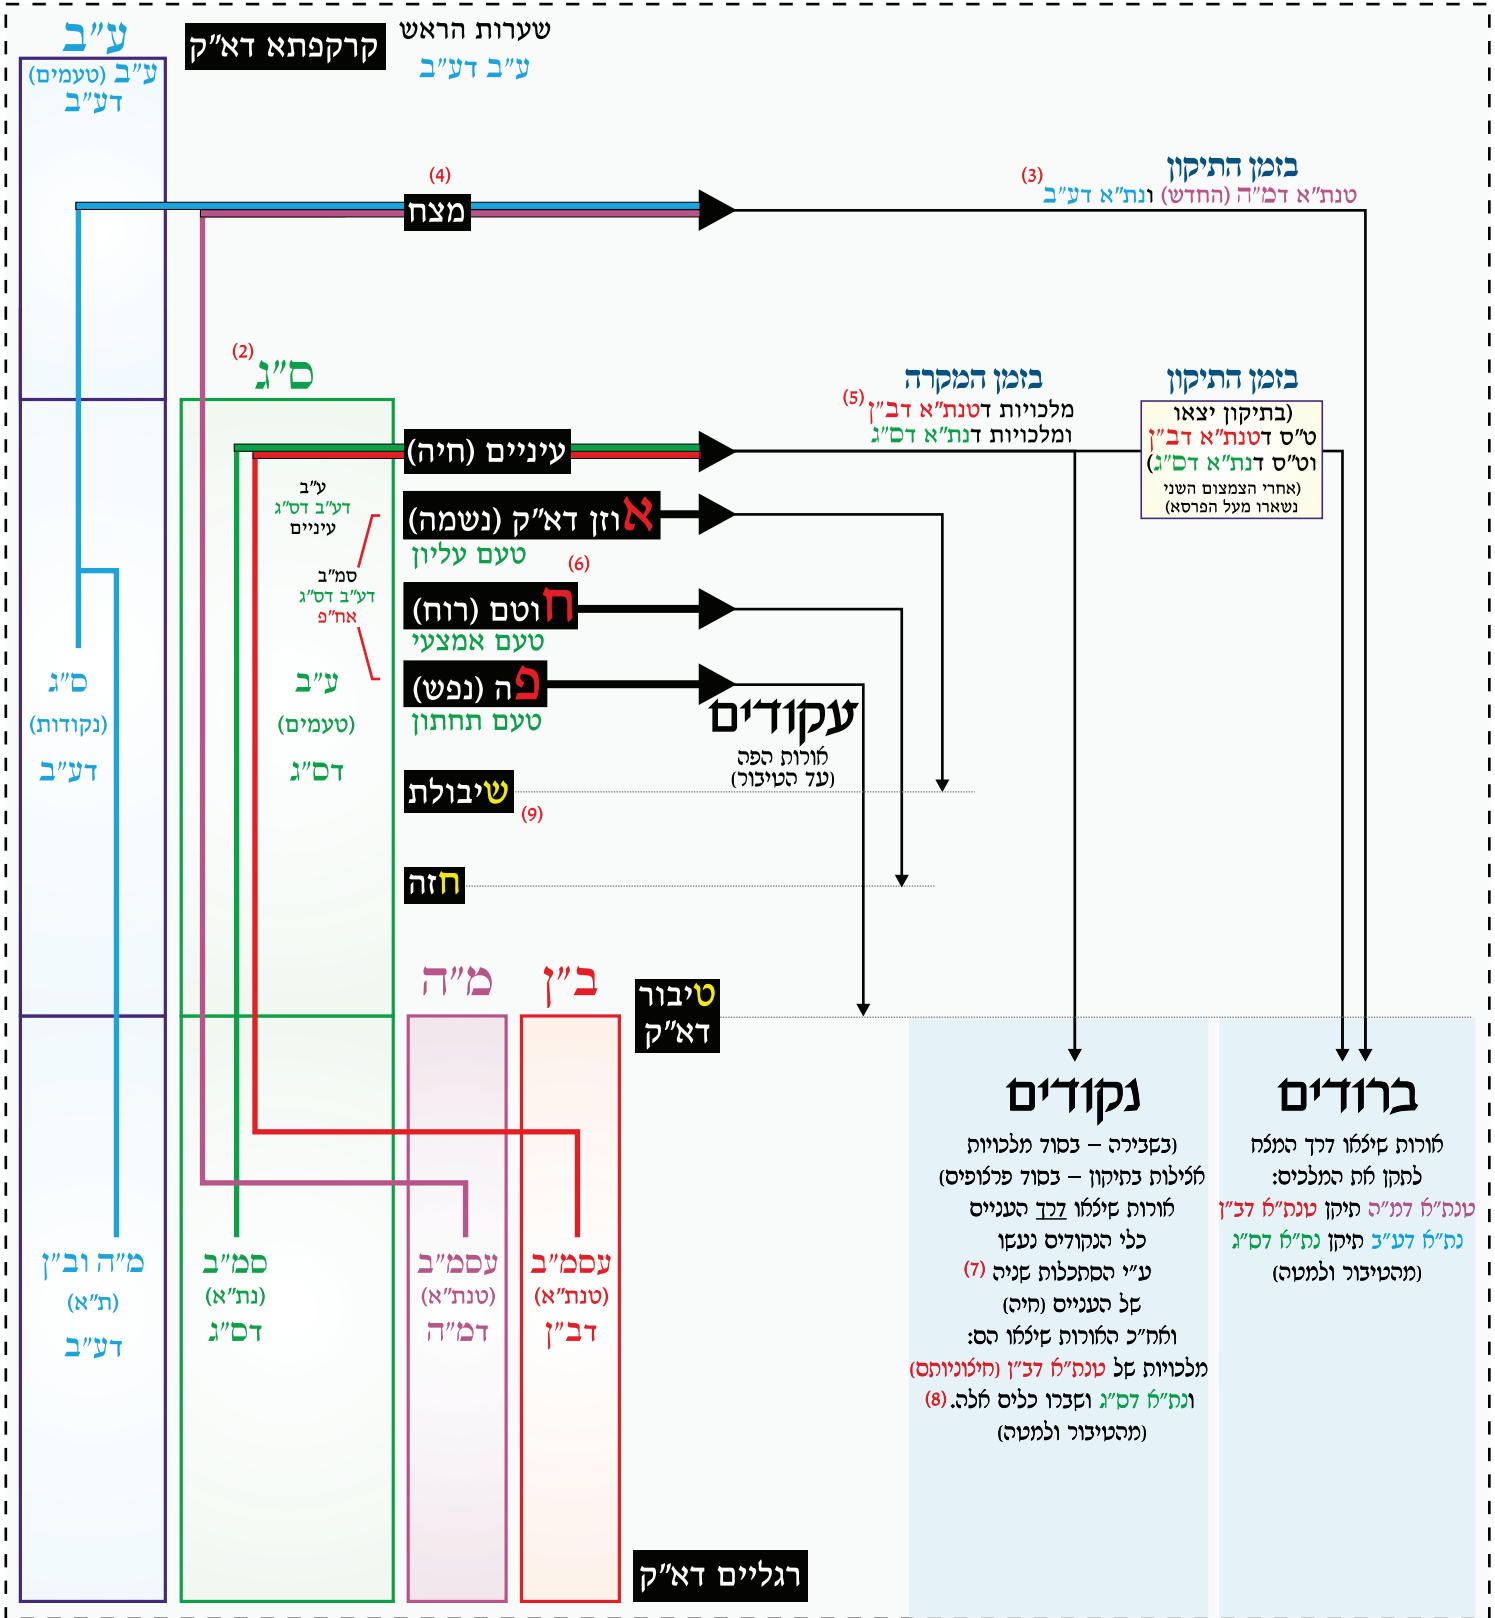 ע"ב
קרקפתא דא"ק
שערות הראש
ע"ב דע"ב
ע"ב (טעמים)
דע"ב
(4)
מצח
בזמן התיקון
(3)
טנת"א דמ"ה (החדש) ונת"א דע"ב
(2)
ס"ג
עיניים (חיה)
בזמן המקרה
(5)
מלכויות דטנת"א דב"ן
ומלכויות דנת"א דס"ג
בזמן התיקון
(בתיקון יצאו
ט"ס דטנת"א דב"ן
וט"ס דנת"א דס"ג)
(אחרי הצמצום השני
נשארו מעל הפרסא)
ע"ב
דע"ב דס"ג
עיניים
אוזן דא"ק (נשמה)
טעם עליון
(6)
סמ"ב
דע"ב דס"ג
אח"פ
חוטם (רוח)
טעם אמצעי
פה (נפש)
טעם תחתון
עקודים
אורות הפה
(עד הטיבור)
ס"ג
(נקודות)
דע"ב
ע"ב
(טעמים)
דס"ג
שיבולת
(9)
חזה
מ"ה
ב"ן
טיבור
דא"ק
נקודים
(בשבירה – בסוד מלכויות
אצילות בתיקון – בסוד פרצופים)
אורות שיצאו דרך העניים
כלי הנקודים נעשו
ע"י הסתכלות שניה (7)
של העניים (חיה)
ואח"כ האורות שיצאו הם:
מלכויות של טנת"א דב"ן (חיצוניותם)
ונת"א דס"ג ושברו כלים אלה. (8)
(מהטיבור ולמטה)
ברודים
אורות שיצאו דרך המצח
לתקן את המלכים:
טנת"א דמ"ה תיקן טנת"א דב"ן
נת"א דע"ב תיקן נת"א דס"ג
(מהטיבור ולמטה)
מ"ה וב"ן
(ת"א)
דע"ב
סמ"ב
(נת"א)
דס"ג
עסמ"ב
(טנת"א)
דמ"ה
עסמ"ב
(טנת"א)
דב"ן
רגליים דא"ק